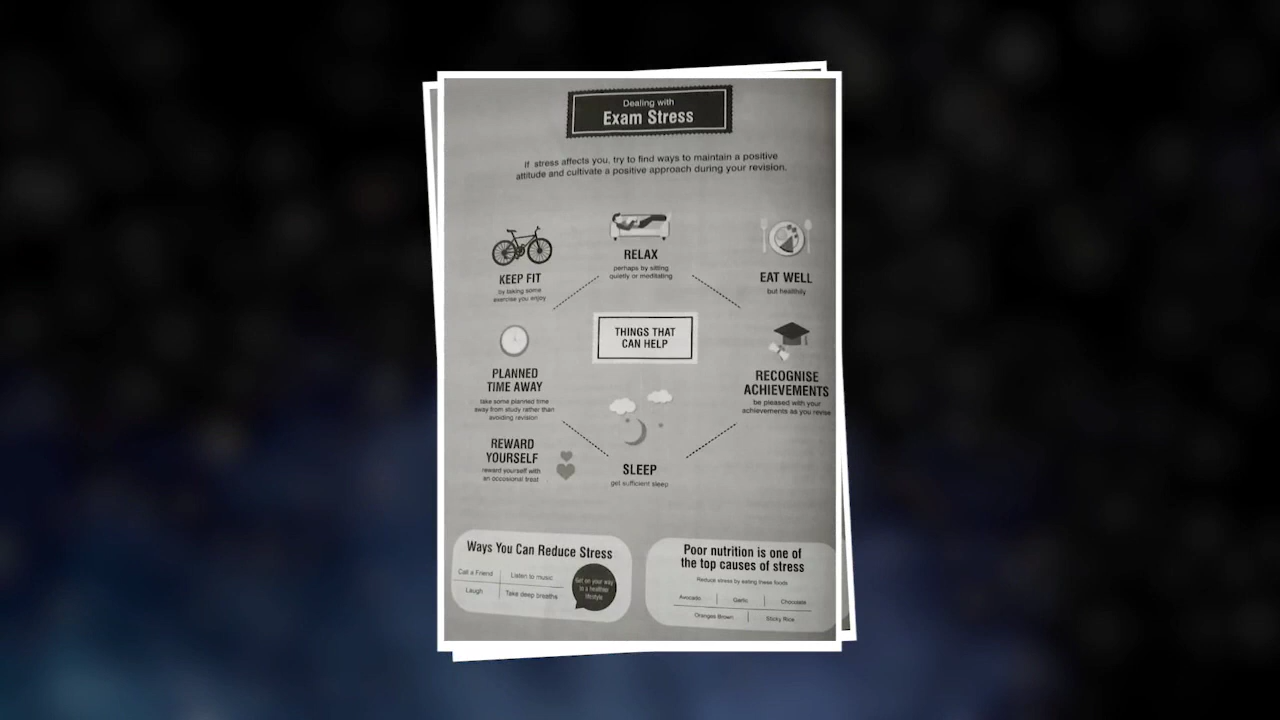 Dealing with
Exam Stress
If stress affects you, try to find ways to maintain a positive
attitude and cultivate a positive approach during your revision.
KEEP FIT
by taking some
exercise you enjoy
RELAX
perhaps by sitting
quietly or meditating
EAT WELL
but healthily
THINGS THAT
CAN HELP
PLANNED
TIME AWAY
take some planned time
away from study rather than
avoiding revision
RECOGNISE
ACHIEVEMENTS
be pleased with your
achievements as you revise
REWARD
YOURSELF
reward yourself with
an occasional treat
SLEEP
get sufficient sleep
Ways You Can Reduce Stress
Call a Friend
Listen to music
Laugh
Take deep breaths
Get on your way
to a healthier
lifestyle
Poor nutrition is one of
the top causes of stress
Reduce stress by eating these foods
Avocado
Garlic
Chocolate
Oranges Brown
Sticky Rice